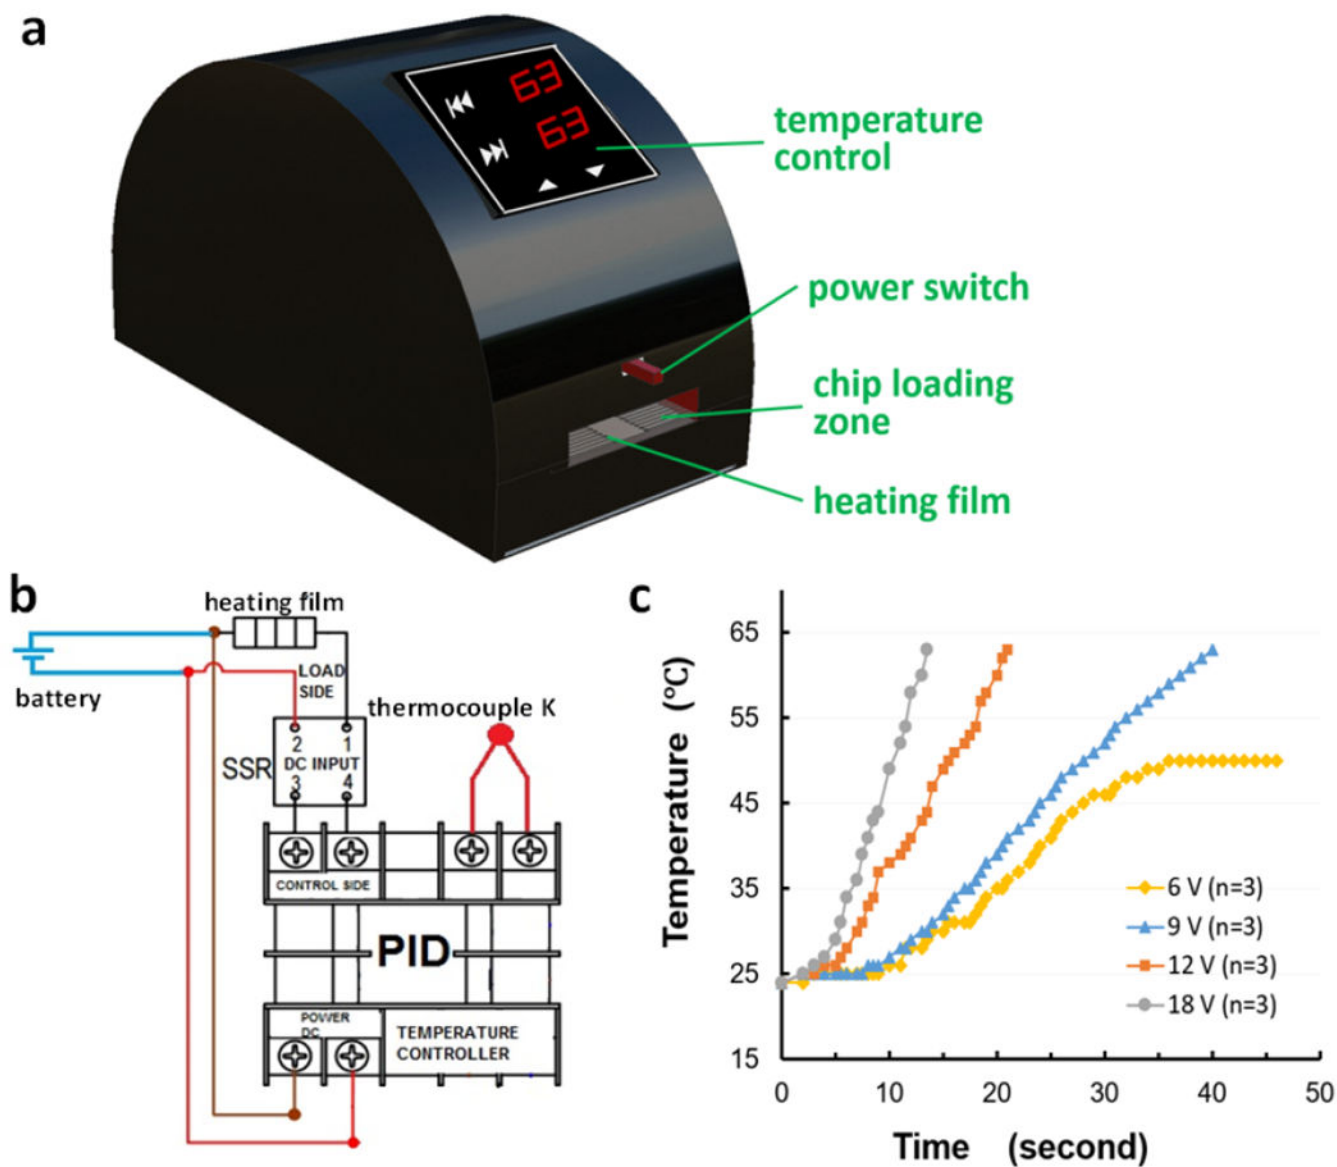 a
63
63
temperature
control
power switch
chip loading
zone
heating film
b
heating film
LOAD
SIDE
battery
thermocouple K
SSR
2 1
DC INPUT
3 4
CONTROL SIDE
PID
POWER
DC
TEMPERATURE
CONTROLLER
c
Temperature (°C)
65
55
45
35
25
15
6 V (n=3)
9 V (n=3)
12 V (n=3)
18 V (n=3)
0 10 20 30 40 50
Time (second)